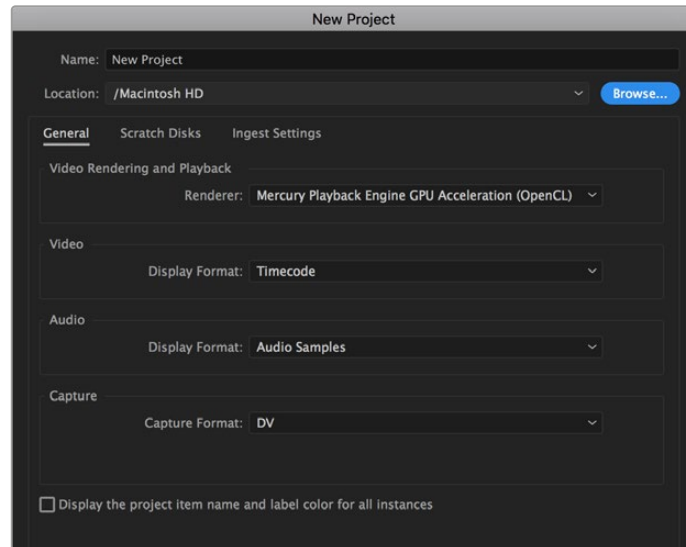 New Project
Name: New Project
Location: /Macintosh HD Browse...
General Scratch Disks Ingest Settings
Video Rendering and Playback
Renderer: Mercury Playback Engine GPU Acceleration (OpenCL)
Video
Display Format: Timecode
Audio
Display Format: Audio Samples
Capture
Capture Format: DV
Display the project item name and label color for all instances